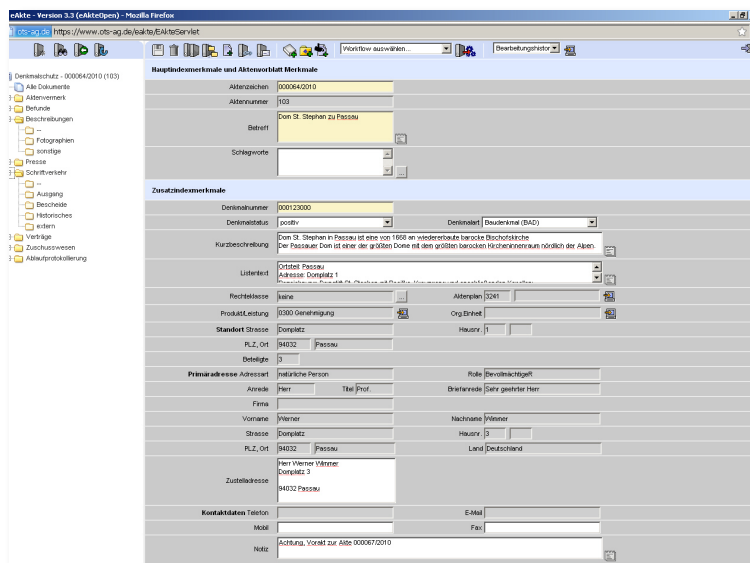 eAkte - Version 3.3 (eAkteOpen) - Mozilla Firefox
ots-ag.de https://www.ots-ag.de/eakte/EAkteServlet
Workflow auswählen...
Bearbeitungshistor
Denkmalschutz - 000064/2010 (103)
Alle Dokumente
Aktenvermerk
Befunde
Beschreibungen
--
Fotographien
sonstige
Presse
Schriftverkehr
--
Ausgang
Bescheide
Historisches
extern
Verträge
Zuschusswesen
Ablaufprotokollierung
Hauptindexmerkmale und Aktenvorblatt Merkmale
Aktenzeichen 000064/2010
Aktennummer 103
Betreff Dom St. Stephan zu Passau
Schlagworte
...
Zusatzindexmerkmale
Denkmalnummer 000123000
Denkmalstatus positiv Denkmalart Baudenkmal (BAD)
Kurzbeschreibung Dom St. Stephan in Passau ist eine von 1668 an wiedererbaute barocke Bischofskirche
Der Passauer Dom ist einer der größten Dome mit dem größten barocken Kircheninnenraum nördlich der Alpen.
Listentext Ortsteil: Passau
Adresse: Domplatz 1
Rechteklasse keine ... Aktenplan 3241
Produkt/Leistung 0300 Genehmigung Org.Einheit
Standort Strasse Domplatz Hausnr. 1
PLZ, Ort 94032 Passau
Beteiligte 3
Primäradresse Adressart natürliche Person Rolle BevollmächtigeR
Anrede Herr Titel Prof. Briefanrede Sehr geehrter Herr
Firma
Vorname Werner Nachname Wimmer
Strasse Domplatz Hausnr. 3
PLZ, Ort 94032 Passau Land Deutschland
Zustelladresse Herr Werner Wimmer
Domplatz 3
94032 Passau
Kontaktdaten Telefon E-Mail
Mobil Fax
Notiz Achtung, Vorakt zur Akte 000067/2010